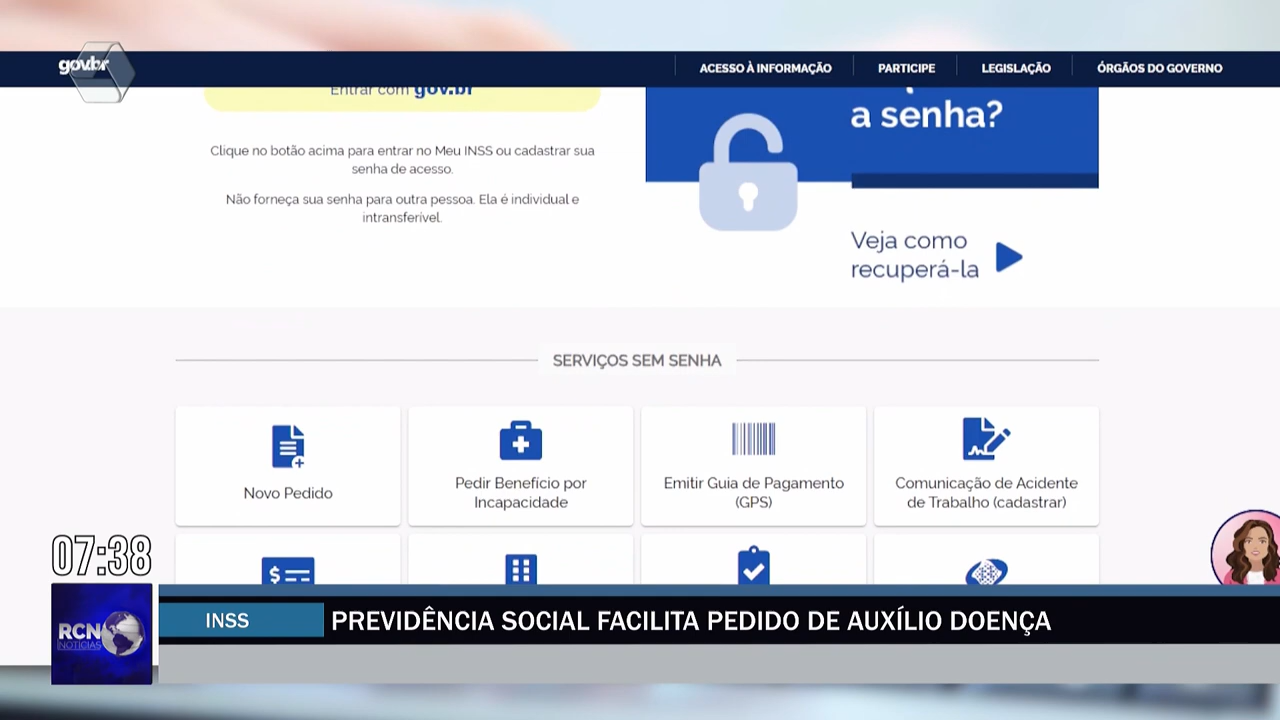 gov.br
ACESSO À INFORMAÇÃO
PARTICIPE
LEGISLAÇÃO
ÓRGÃOS DO GOVERNO
Entrar com gov.br
Clique no botão acima para entrar no Meu INSS ou cadastrar sua
senha de acesso.
Não forneça sua senha para outra pessoa. Ela é individual e
intransferível.
a senha?
Veja como
recuperá-la
SERVIÇOS SEM SENHA
Novo Pedido
Pedir Benefício por
Incapacidade
Emitir Guia de Pagamento
(GPS)
Comunicação de Acidente
de Trabalho (cadastrar)
07:38
RCN
NOTÍCIAS
INSS
PREVIDÊNCIA SOCIAL FACILITA PEDIDO DE AUXÍLIO DOENÇA